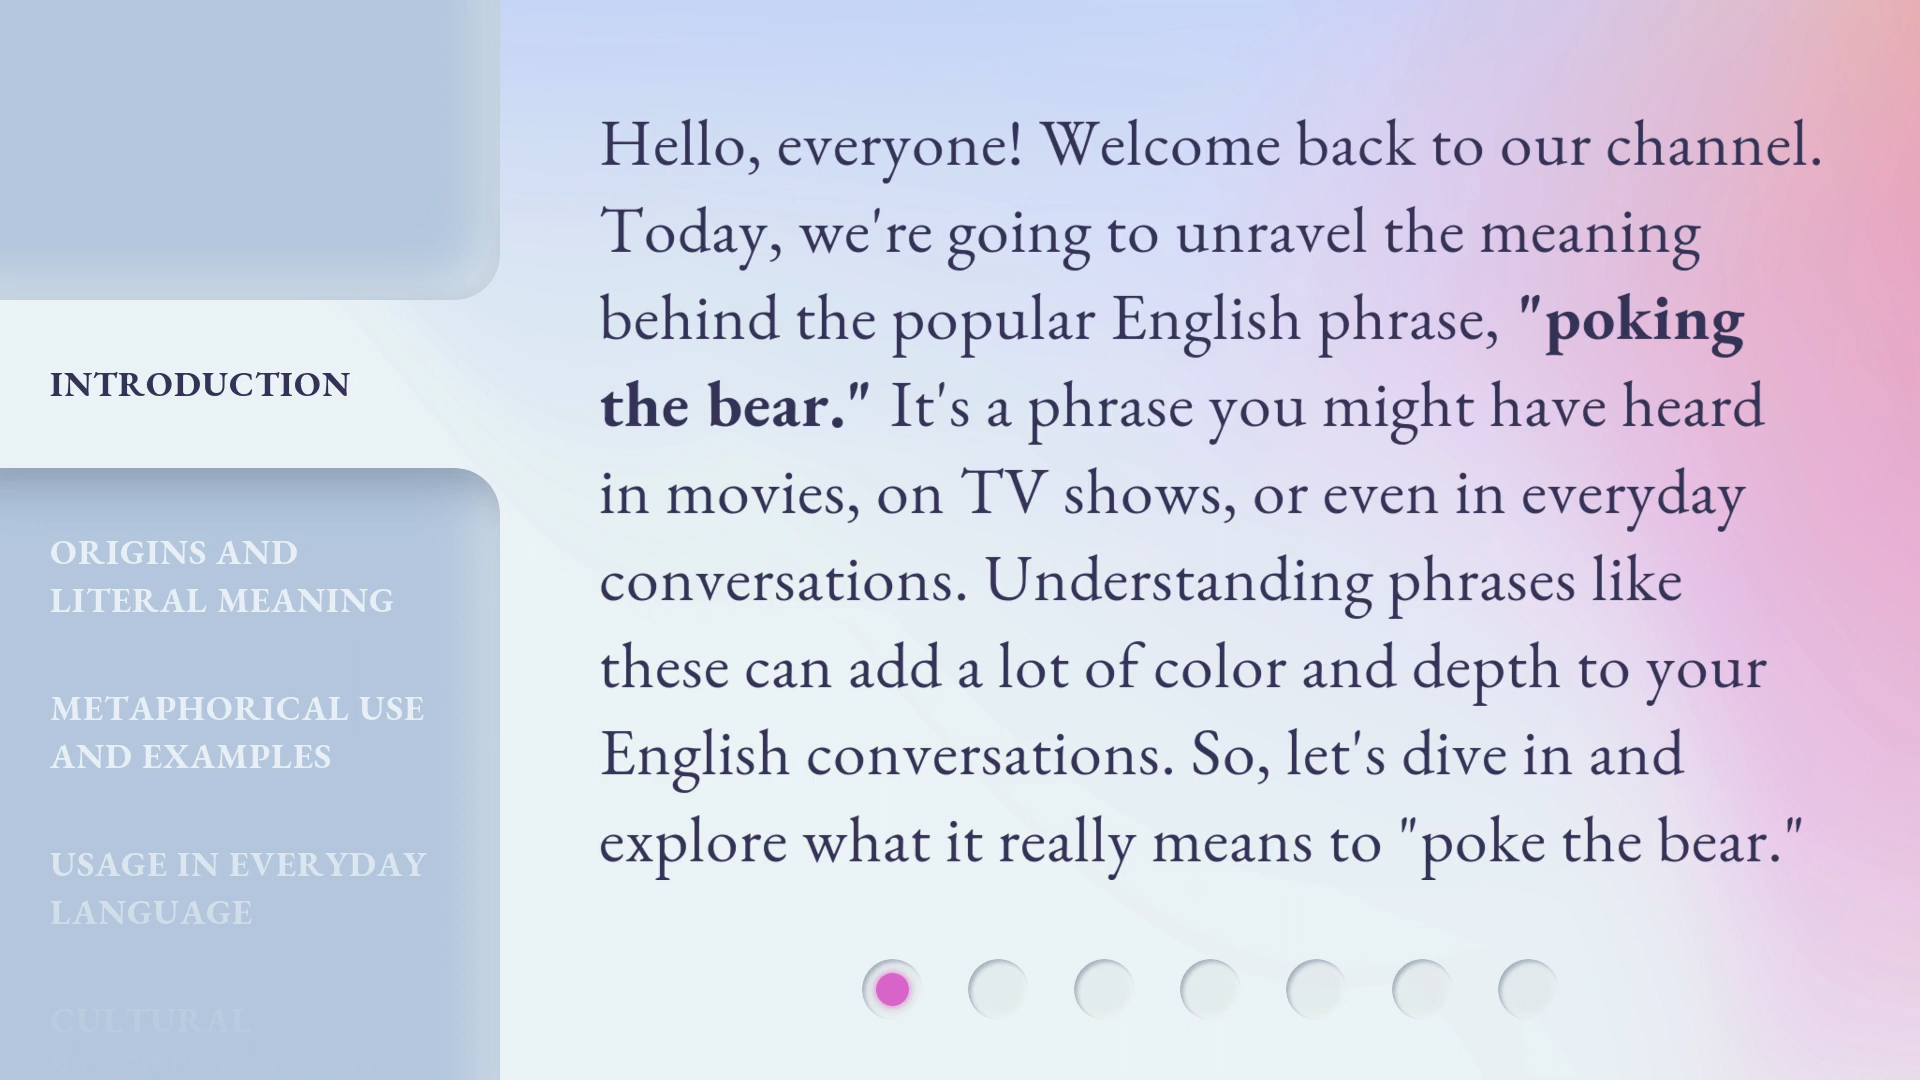 INTRODUCTION
ORIGINS AND
LITERAL MEANING
METAPHORICAL USE
AND EXAMPLES
USAGE IN EVERYDAY
LANGUAGE
CULTURAL
Hello, everyone! Welcome back to our channel.
Today, we're going to unravel the meaning
behind the popular English phrase, "poking
the bear." It's a phrase you might have heard
in movies, on TV shows, or even in everyday
conversations. Understanding phrases like
these can add a lot of color and depth to your
English conversations. So, let's dive in and
explore what it really means to "poke the bear."